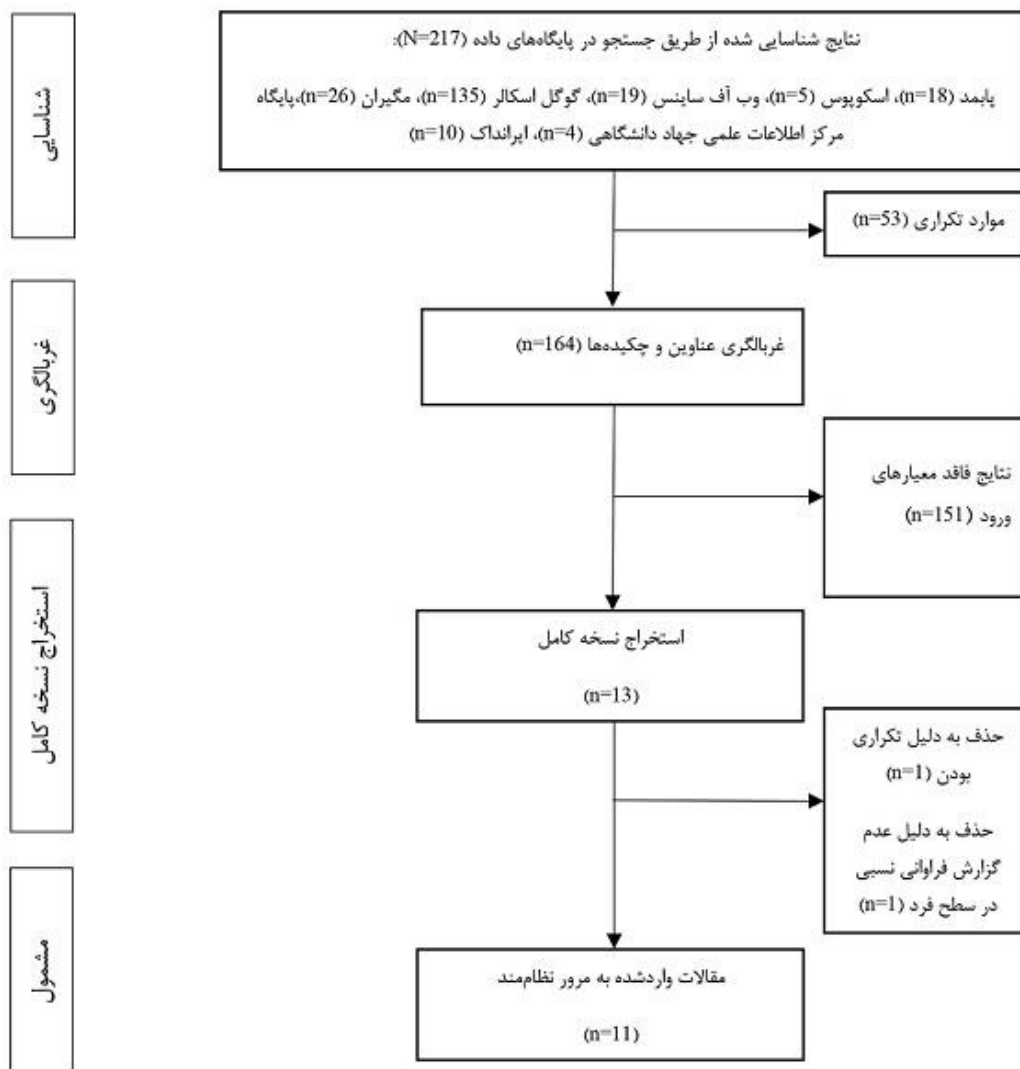 نتایج شناسایی شده از طریق جستجو در پایگاه‌های داده (N=217):
پابمد (n=18)، اسکوپوس (n=5)، وب آف ساینس (n=19)، گوگل اسکالر (n=135)، مگیران (n=26)،پایگاه
مرکز اطلاعات علمی جهاد دانشگاهی (n=4)، ایرانداک (n=10)
شناسایی
موارد تکراری (n=53)
غربالگری عناوین و چکیده‌ها (n=164)
غربالگری
نتایج فاقد معیارهای
ورود (n=151)
استخراج نسخه کامل
(n=13)
استخراج نسخه کامل
حذف به دلیل تکراری
بودن (n=1)
حذف به دلیل عدم
گزارش فراوانی نسبی
در سطح فرد (n=1)
مقالات واردشده به مرور نظام‌مند
(n=11)
مشمول